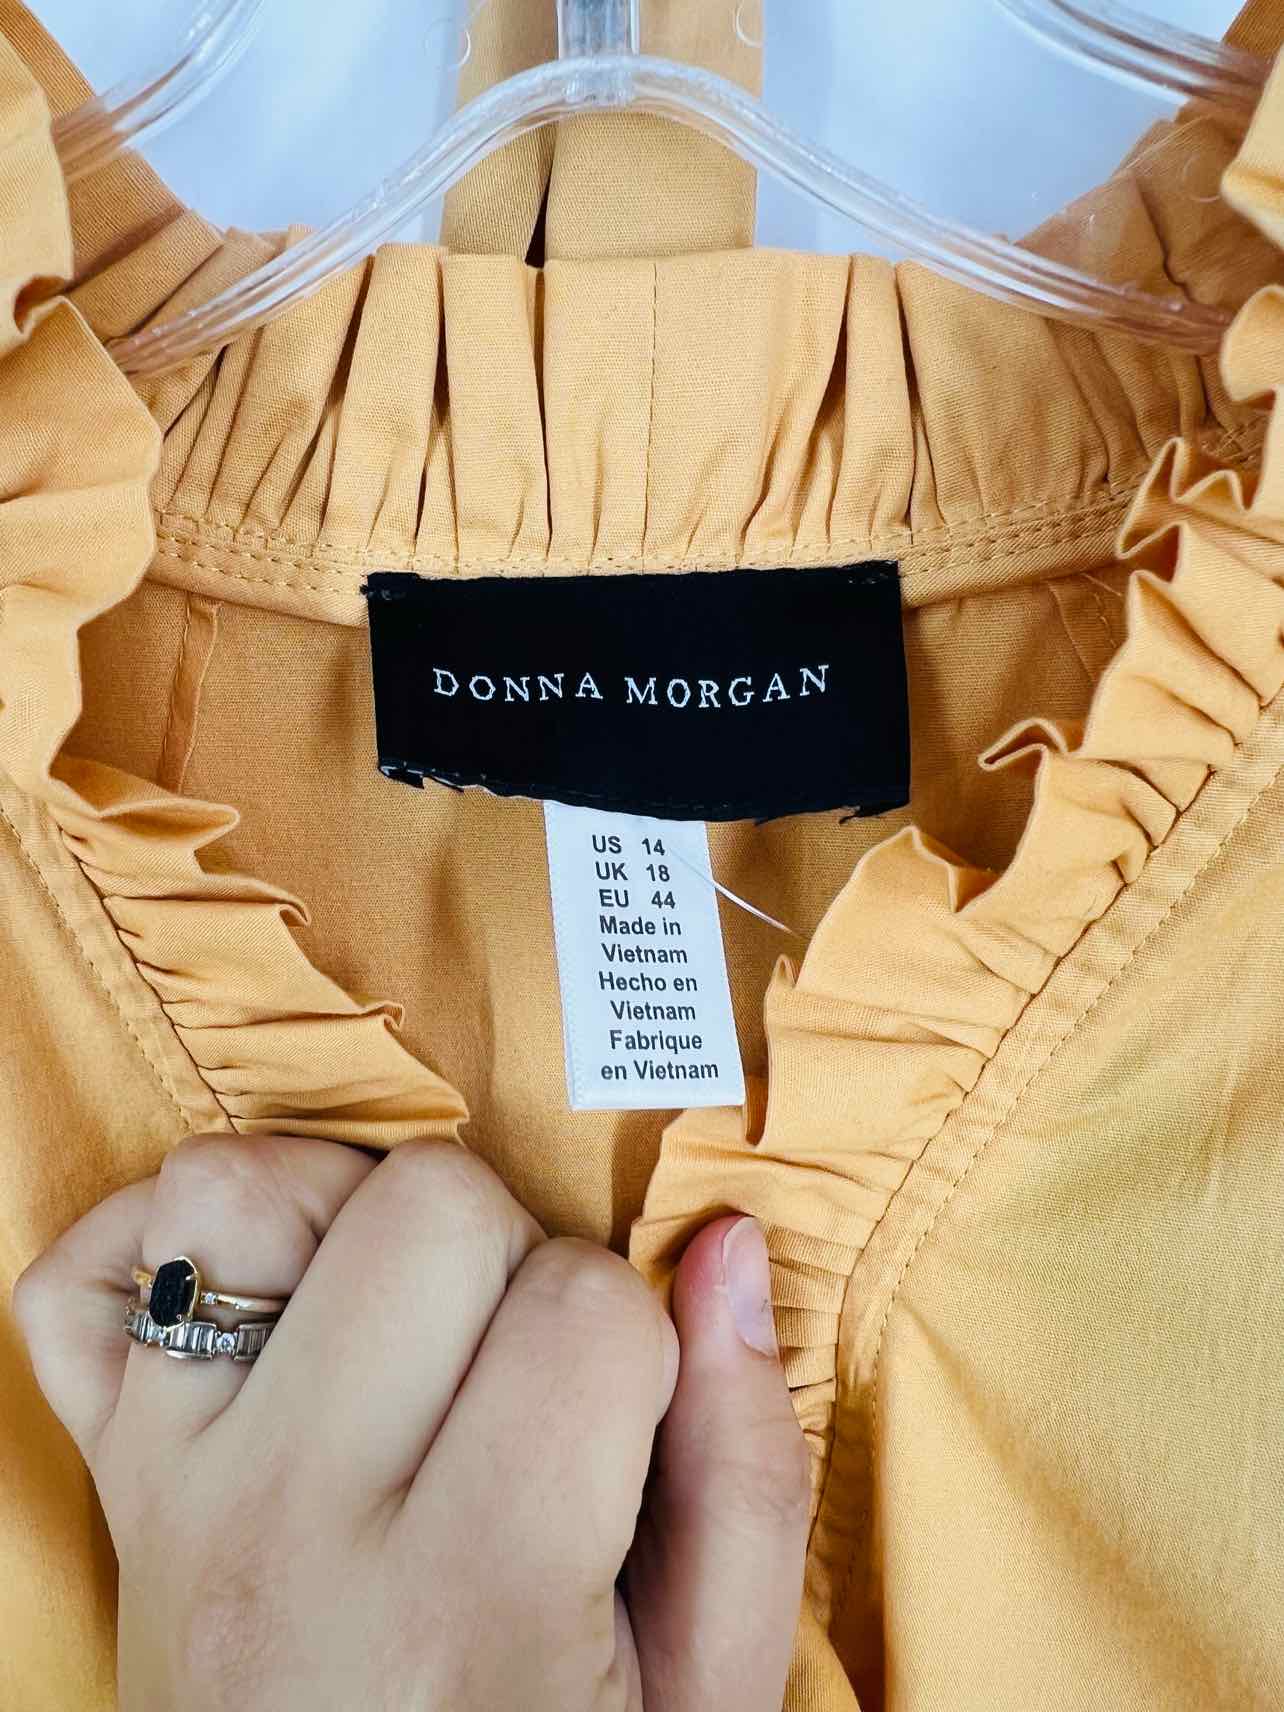 DONNA MORGAN
US 14
UK 18
EU 44
Made in
Vietnam
Hecho en
Vietnam
Fabrique
en Vietnam